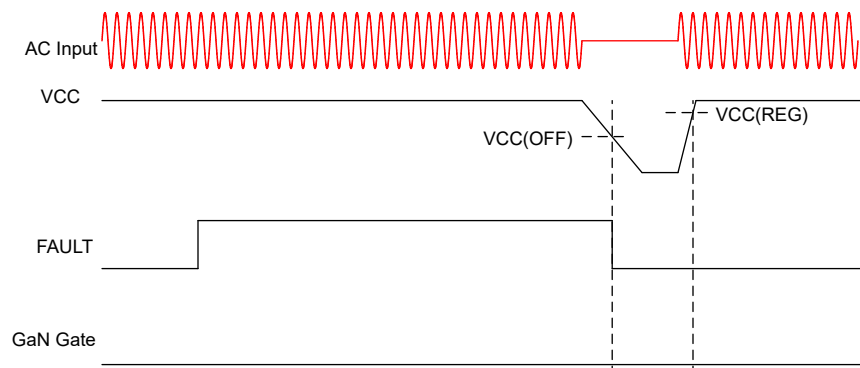 AC Input
VCC
VCC(REG)
VCC(OFF)
FAULT
GaN Gate